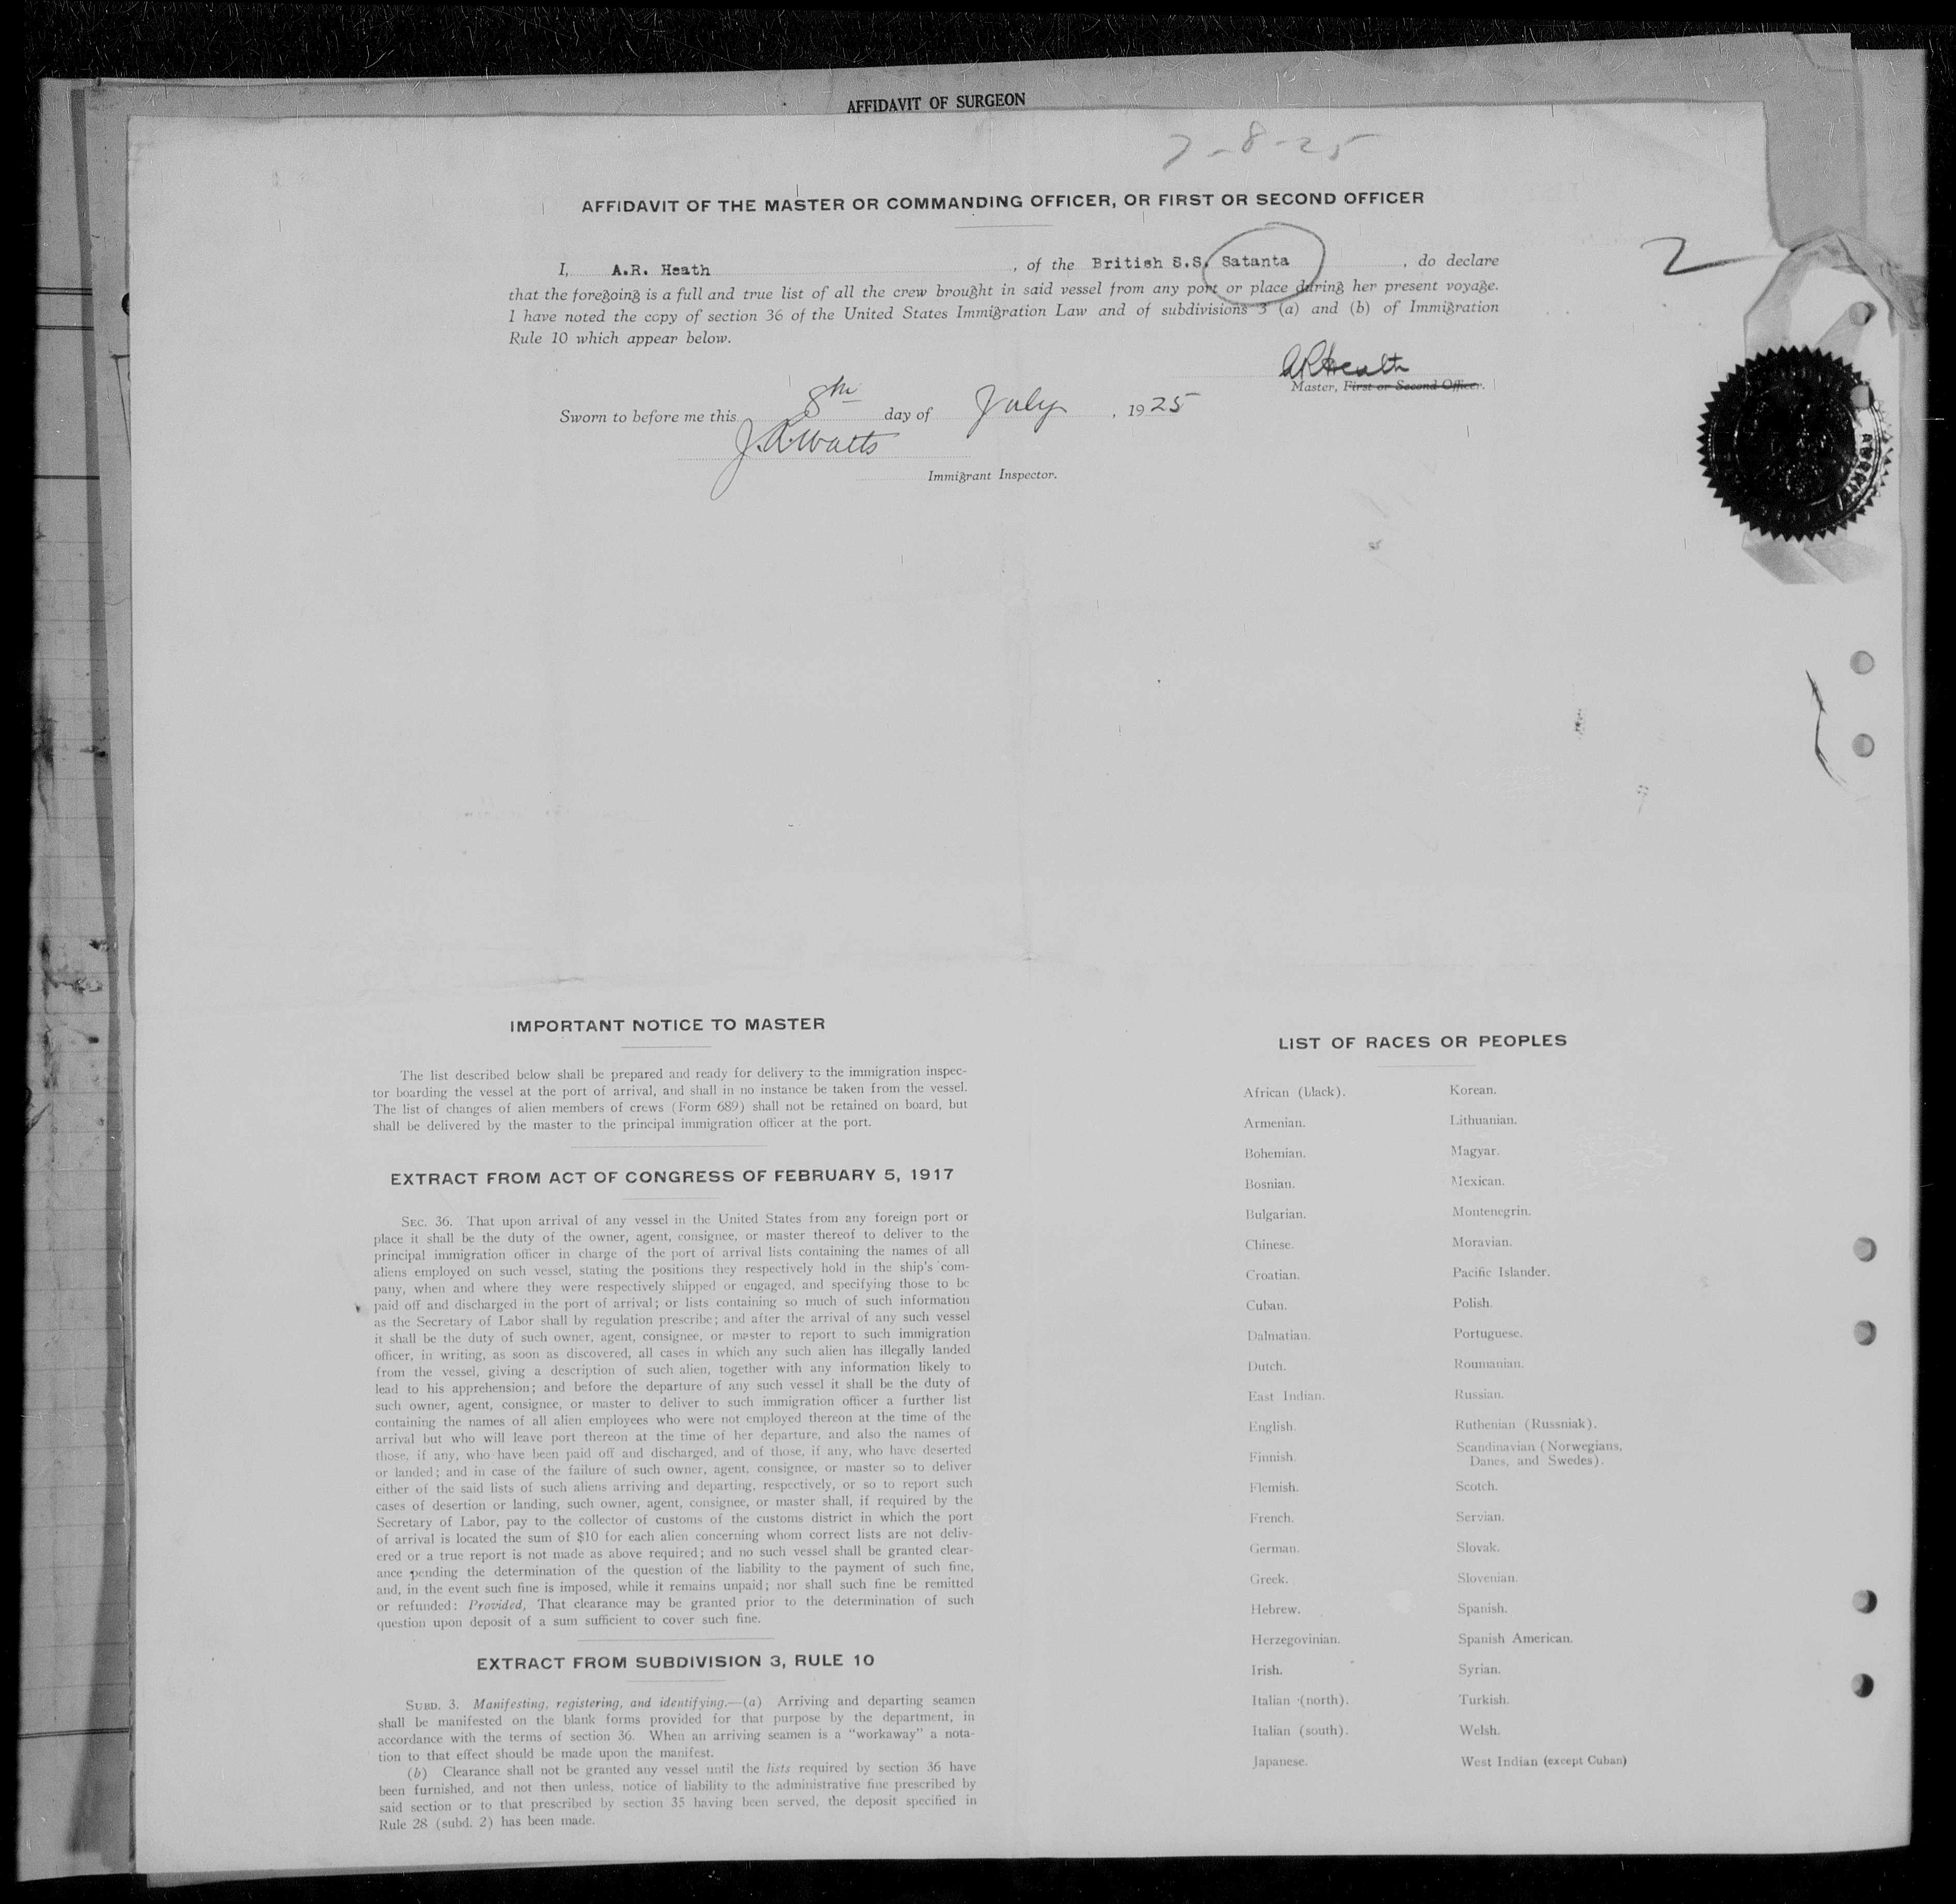 AFFIDAVIT OF SURGEON
7-8-25
AFFIDAVIT OF THE MASTER OR COMMANDING OFFICER, OR FIRST OR SECOND OFFICER
I, A.R. Heath, of the British S.S. Satanta, do declare
that the foregoing is a full and true list of all the crew brought in said vessel from any port or place during her present voyage.
I have noted the copy of section 36 of the United States Immigration Law and of subdivisions 3 (a) and (b) of Immigration
Rule 10 which appear below.
2
A R Heath
Master, First or Second Officer.
Sworn to before me this 8th day of July, 1925
Immigrant Inspector.
IMPORTANT NOTICE TO MASTER
The list described below shall be prepared and ready for delivery to the immigration inspec-
tor boarding the vessel at the port of arrival, and shall in no instance be taken from the vessel.
The list of changes of alien members of crews (Form 689) shall not be retained on board, but
shall be delivered by the master to the principal immigration officer at the port.
EXTRACT FROM ACT OF CONGRESS OF FEBRUARY 5, 1917
SEC. 36. That upon arrival of any vessel in the United States from any foreign port or
place it shall be the duty of the owner, agent, consignee, or master thereof to deliver to the
principal immigration officer in charge of the port of arrival lists containing the names of all
aliens employed on such vessel, stating the positions they respectively hold in the ship's com-
pany, when and where they were respectively shipped or engaged, and specifying those to be
paid off and discharged in the port of arrival; or lists containing so much of such information
as the Secretary of Labor shall by regulation prescribe; and after the arrival of any such vessel
it shall be the duty of such owner, agent, consignee, or master to report to such immigration
officer, in writing, as soon as discovered, all cases in which any such alien has illegally landed
from the vessel, giving a description of such alien, together with any information likely to
lead to his apprehension; and before the departure of any such vessel it shall be the duty of
such owner, agent, consignee, or master to deliver to such immigration officer a further list
containing the names of all alien employees who were not employed thereon at the time of the
arrival but who will leave port thereon at the time of her departure, and also the names of
those, if any, who have been paid off and discharged, and of those, if any, who have deserted
or landed; and in case of the failure of such owner, agent, consignee, or master so to deliver
either of the said lists of such aliens arriving and departing, respectively, or so to report such
cases of desertion or landing, such owner, agent, consignee, or master shall, if required by the
Secretary of Labor, pay to the collector of customs of the customs district in which the port
of arrival is located the sum of $10 for each alien concerning whom correct lists are not deliv-
ered or a true report is not made as above required; and no such vessel shall be granted clear-
ance pending the determination of the question of the liability to the payment of such fine,
and, in the event such fine is imposed, while it remains unpaid; nor shall such fine be remitted
or refunded: Provided, That clearance may be granted prior to the determination of such
question upon deposit of a sum sufficient to cover such fine.
EXTRACT FROM SUBDIVISION 3, RULE 10
SUBD. 3. Manifesting, registering, and identifying.—(a) Arriving and departing seamen
shall be manifested on the blank forms provided for that purpose by the department, in
accordance with the terms of section 36. When an arriving seamen is a "workaway" a nota-
tion to that effect should be made upon the manifest.
(b) Clearance shall not be granted any vessel until the lists required by section 36 have
been furnished, and not then unless, notice of liability to the administrative fine prescribed by
said section or to that prescribed by section 35 having been served, the deposit specified in
Rule 28 (subd. 2) has been made.
LIST OF RACES OR PEOPLES
African (black).
Armenian.
Bohemian.
Bosnian.
Bulgarian.
Chinese.
Croatian.
Cuban.
Dalmatian.
Dutch.
East Indian.
English.
Finnish.
Flemish.
French.
German.
Greek.
Hebrew.
Herzegovinian.
Irish.
Italian (north).
Italian (south).
Japanese.
Korean.
Lithuanian.
Magyar.
Mexican.
Montenegrin.
Moravian.
Pacific Islander.
Polish.
Portuguese.
Roumanian.
Russian.
Ruthenian (Russniak).
Scandinavian (Norwegians,
Danes, and Swedes).
Scotch.
Servian.
Slovak.
Slovenian.
Spanish.
Spanish American.
Syrian.
Turkish.
Welsh.
West Indian (except Cuban)